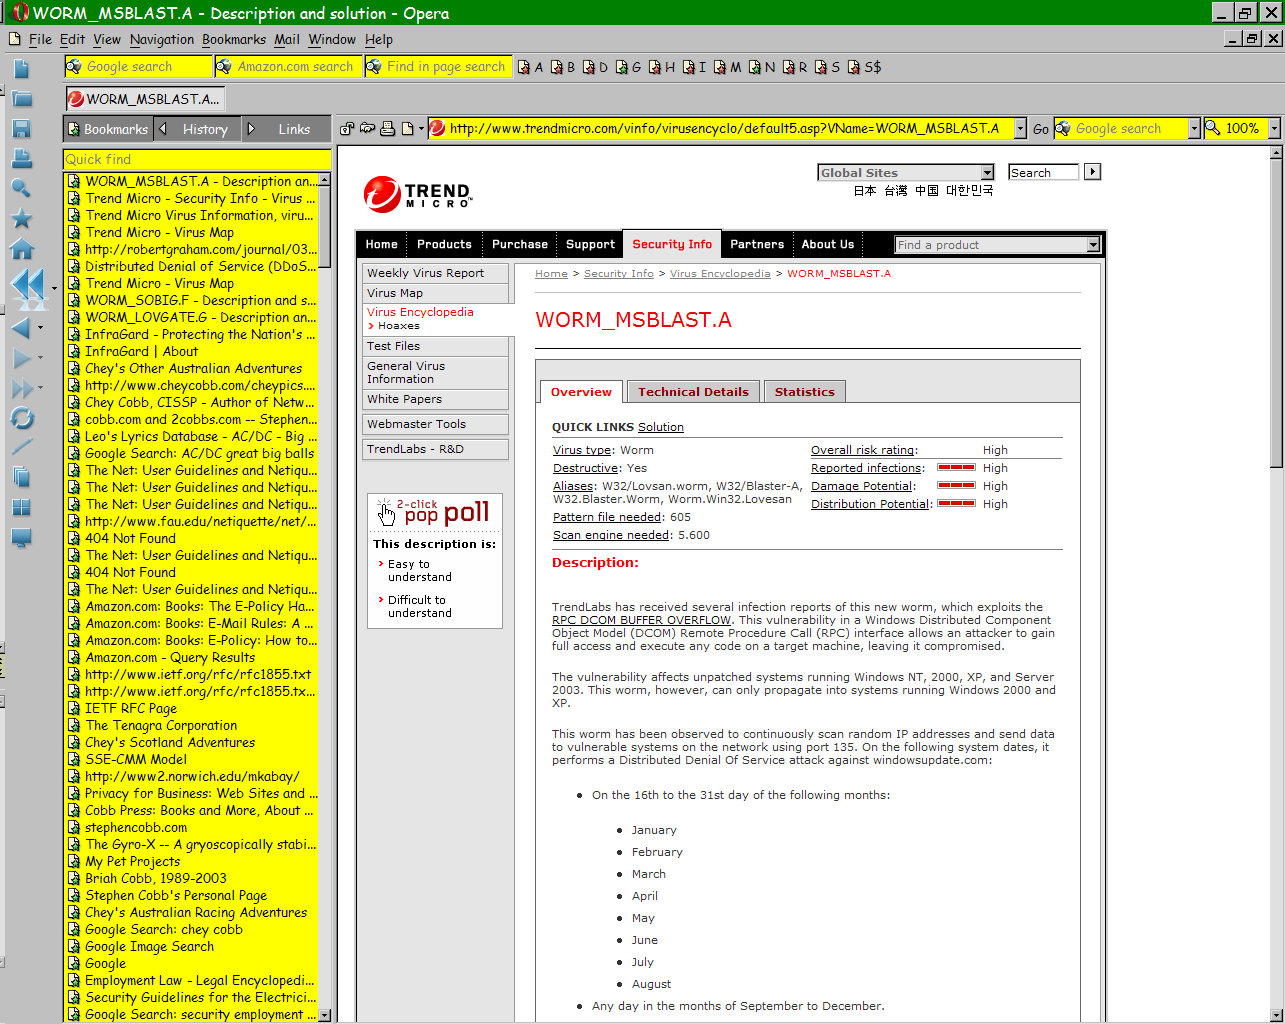 WORM_MSBLAST.A - Description and solution - Opera
File Edit View Navigation Bookmarks Mail Window Help
Google search Amazon.com search Find in page search A B D G H I M N R S S$
WORM_MSBLAST.A...
Bookmarks History Links
http://www.trendmicro.com/vinfo/virusencyclo/default5.asp?VName=WORM_MSBLAST.A Go Google search 100%
Quick find
WORM_MSBLAST.A - Description an...
Trend Micro - Security Info - Virus ...
Trend Micro Virus Information, viru...
Trend Micro - Virus Map
http://robertgraham.com/journal/03...
Distributed Denial of Service (DDoS...
Trend Micro - Virus Map
WORM_SOBIG.F - Description and s...
WORM_LOVGATE.G - Description an...
InfraGard - Protecting the Nation's ...
InfraGard | About
Chey's Other Australian Adventures
http://www.cheycobb.com/cheypics....
Chey Cobb, CISSP - Author of Netw...
cobb.com and 2cobbs.com -- Stephen...
Leo's Lyrics Database - AC/DC - Big ...
Google Search: AC/DC great big balls
The Net: User Guidelines and Netiqu...
The Net: User Guidelines and Netiqu...
The Net: User Guidelines and Netiqu...
http://www.fau.edu/netiquette/net/...
404 Not Found
The Net: User Guidelines and Netiqu...
404 Not Found
The Net: User Guidelines and Netiqu...
Amazon.com: Books: The E-Policy Ha...
Amazon.com: Books: E-Mail Rules: A ...
Amazon.com: Books: E-Policy: How to...
Amazon.com - Query Results
http://www.ietf.org/rfc/rfc1855.txt
http://www.ietf.org/rfc/rfc1855.tx...
IETF RFC Page
The Tenagra Corporation
Chey's Scotland Adventures
SSE-CMM Model
http://www2.norwich.edu/mkabay/
Privacy for Business: Web Sites and ...
Cobb Press: Books and More, About ...
stephencobb.com
The Gyro-X -- A gryoscopically stabi...
My Pet Projects
Briah Cobb, 1989-2003
Stephen Cobb's Personal Page
Chey's Australian Racing Adventures
Google Search: chey cobb
Google Image Search
Google
Employment Law - Legal Encyclopedi...
Security Guidelines for the Electrici...
Google Search: security employment ...
TREND MICRO™
Global Sites Search
日本 台灣 中国 대한민국
Home Products Purchase Support Security Info Partners About Us Find a product
Weekly Virus Report
Virus Map
Virus Encyclopedia
Hoaxes
Test Files
General Virus
Information
White Papers
Webmaster Tools
TrendLabs - R&D
2-click
pop poll
This description is:
Easy to
understand
Difficult to
understand
Home > Security Info > Virus Encyclopedia > WORM_MSBLAST.A
WORM_MSBLAST.A
Overview Technical Details Statistics
QUICK LINKS Solution
Virus type: Worm
Destructive: Yes
Aliases: W32/Lovsan.worm, W32/Blaster-A,
W32.Blaster.Worm, Worm.Win32.Lovesan
Pattern file needed: 605
Scan engine needed: 5.600
Overall risk rating: High
Reported infections: High
Damage Potential: High
Distribution Potential: High
Description:
TrendLabs has received several infection reports of this new worm, which exploits the
RPC DCOM BUFFER OVERFLOW. This vulnerability in a Windows Distributed Component
Object Model (DCOM) Remote Procedure Call (RPC) interface allows an attacker to gain
full access and execute any code on a target machine, leaving it compromised.
The vulnerability affects unpatched systems running Windows NT, 2000, XP, and Server
2003. This worm, however, can only propagate into systems running Windows 2000 and
XP.
This worm has been observed to continuously scan random IP addresses and send data
to vulnerable systems on the network using port 135. On the following system dates, it
performs a Distributed Denial Of Service attack against windowsupdate.com:
On the 16th to the 31st day of the following months:
January
February
March
April
May
June
July
August
Any day in the months of September to December.